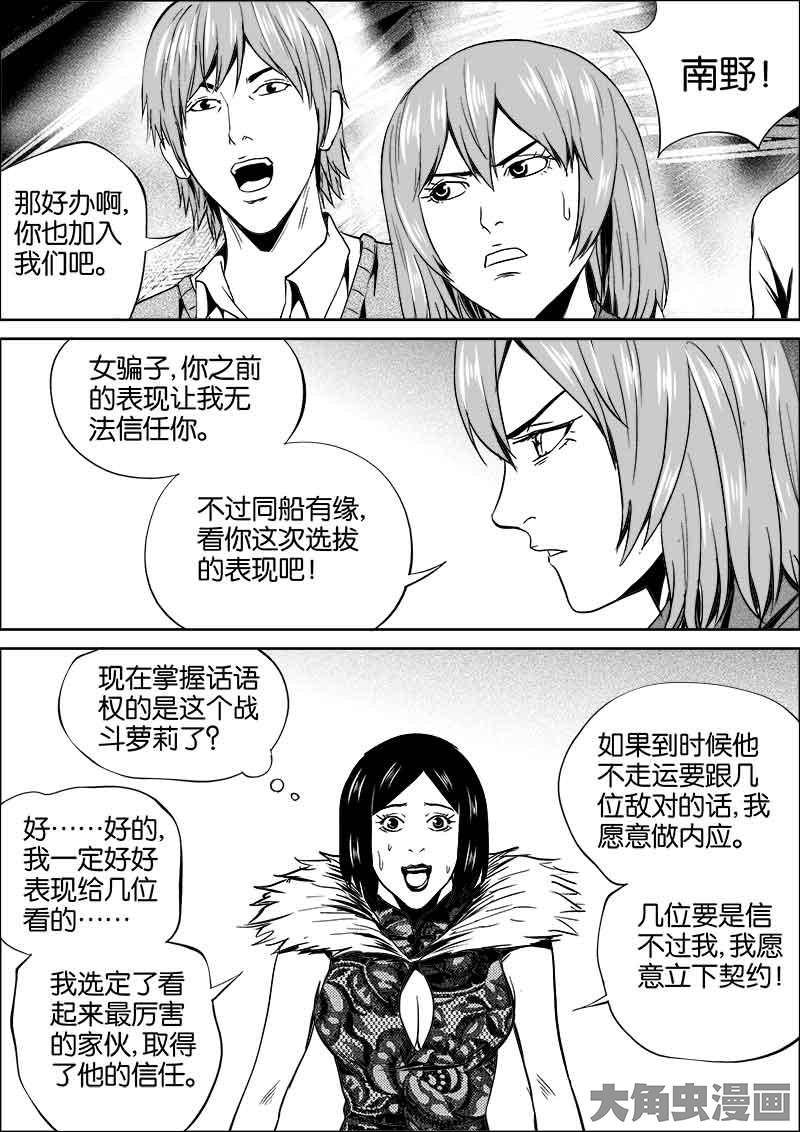 那好办啊,
你也加入
我们吧。
南野!
女骗子,你之前
的表现让我无
法信任你。
不过同船有缘,
看你这次选拔
的表现吧!
现在掌握话语
权的是这个战
斗萝莉了?
好……好的,
我一定好好
表现给几位
看的……
我选定了看
起来最厉害
的家伙,取得
了他的信任。
如果到时候他
不走运要跟几
位敌对的话,我
愿意做内应。
几位要是信
不过我,我愿
意立下契约!
大角虫漫画